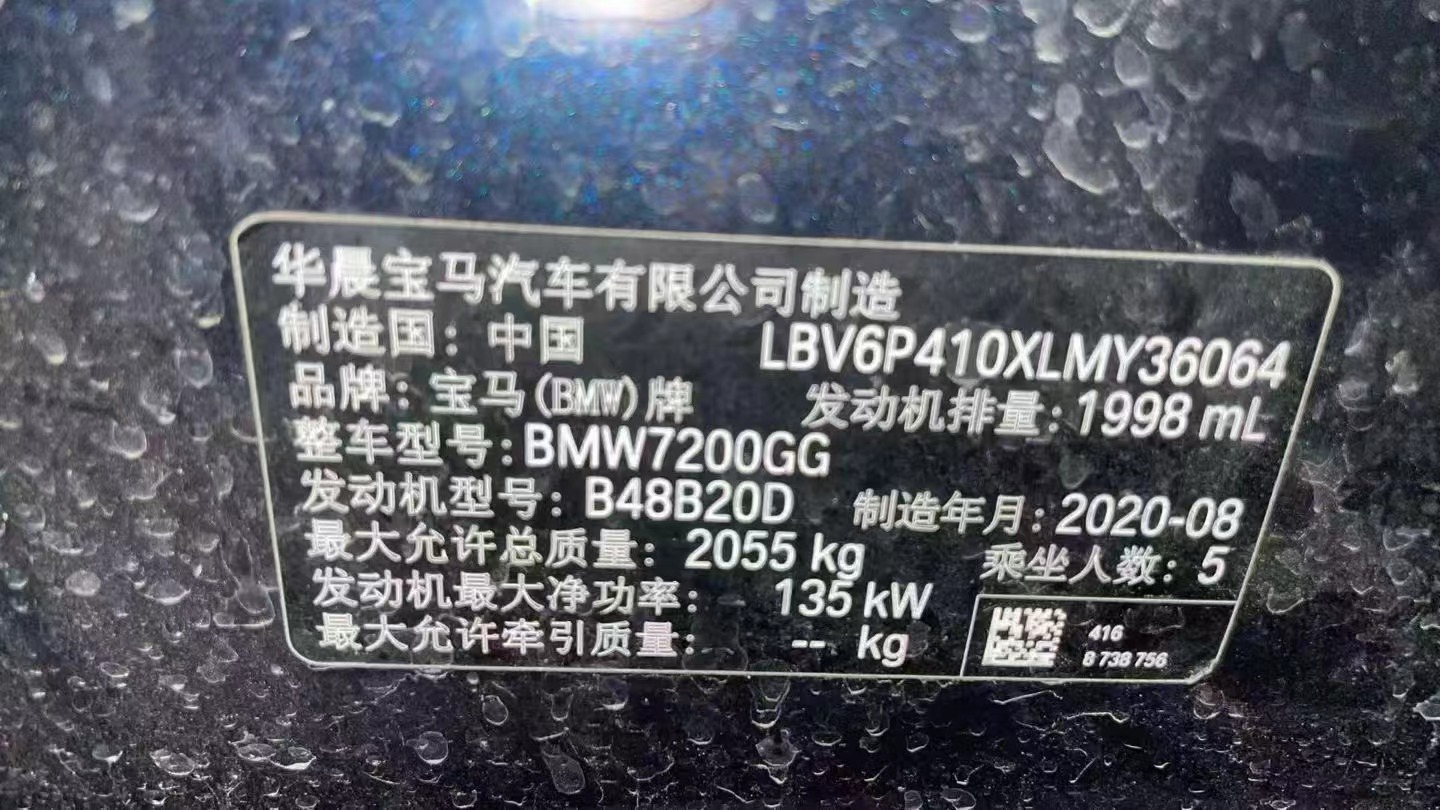 华晨宝马汽车有限公司制造
制造国：中国 LBV6P410XLMY36064
品牌：宝马(BMW)牌 发动机排量：1998 mL
整车型号：BMW7200GG
发动机型号：B48B20D 制造年月：2020-08
最大允许总质量：2055 kg 乘坐人数：5
发动机最大净功率：135 kW
最大允许牵引质量：-- kg
416
8 738 756